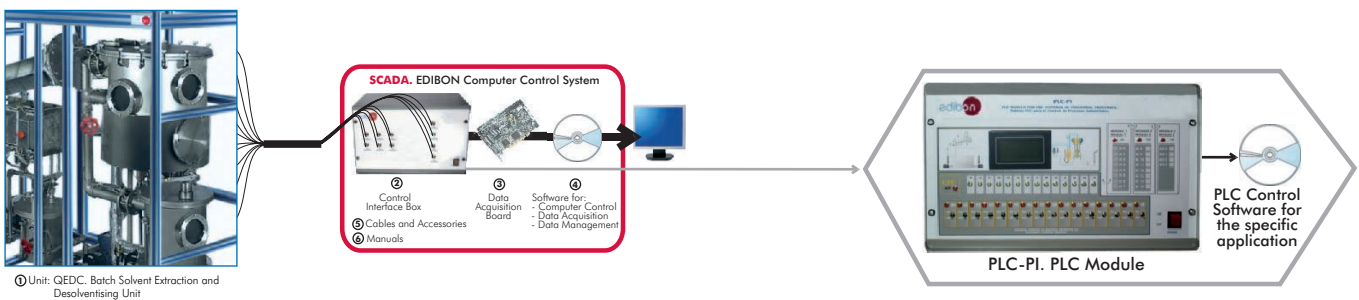 ① Unit: QEDC. Batch Solvent Extraction and
Desolventising Unit
SCADA. EDIBON Computer Control System
②
Control
Interface Box
③
Data
Acquisition
Board
④
Software for:
- Computer Control
- Data Acquisition
- Data Management
⑤ Cables and Accessories
⑥ Manuals
edibon
PLC-PI
PLC-PI. PLC Module
PLC Control
Software for
the specific
application